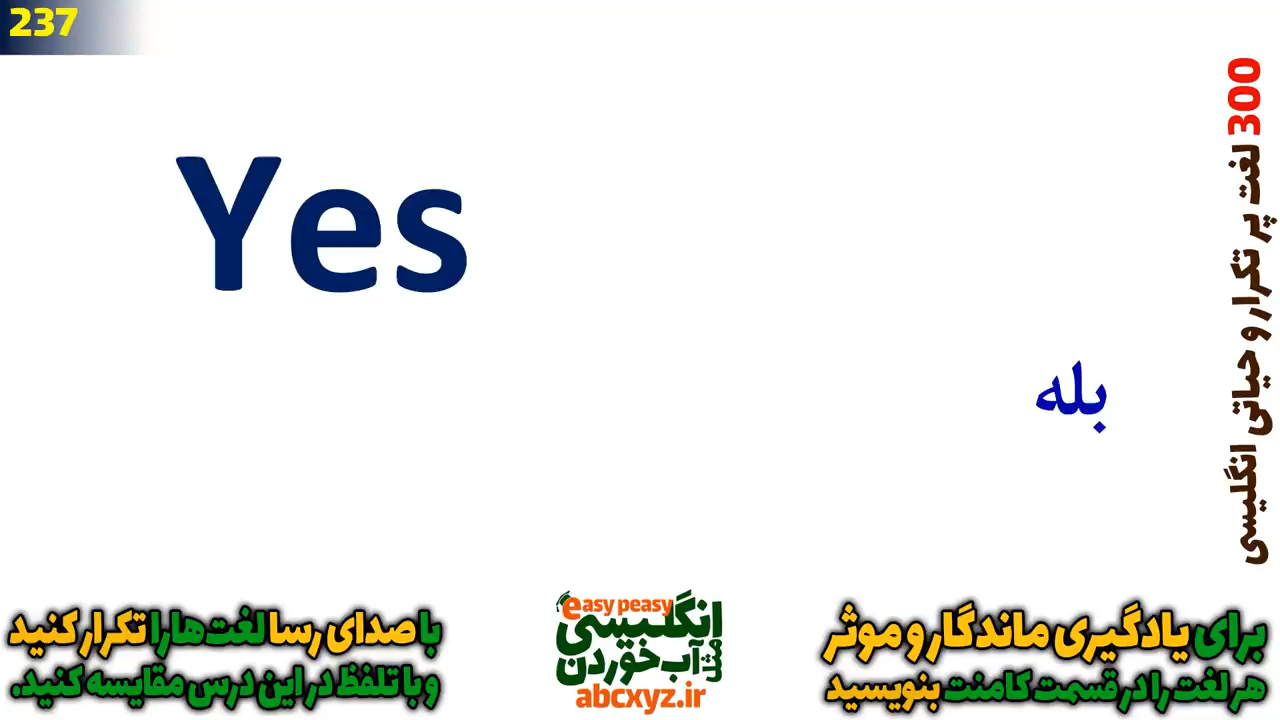 237
Yes
بله
300 لغت پر تکرار و حیاتی انگلیسی
برای یادگیری ماندگار و موثر
هر لغت را در قسمت کامنت بنویسید
easy peasy
انگلیسی
مثل آب خوردن
abcxyz.ir
با صدای رسا لغت‌ها را تکرار کنید
و با تلفظ در این درس مقایسه کنید.